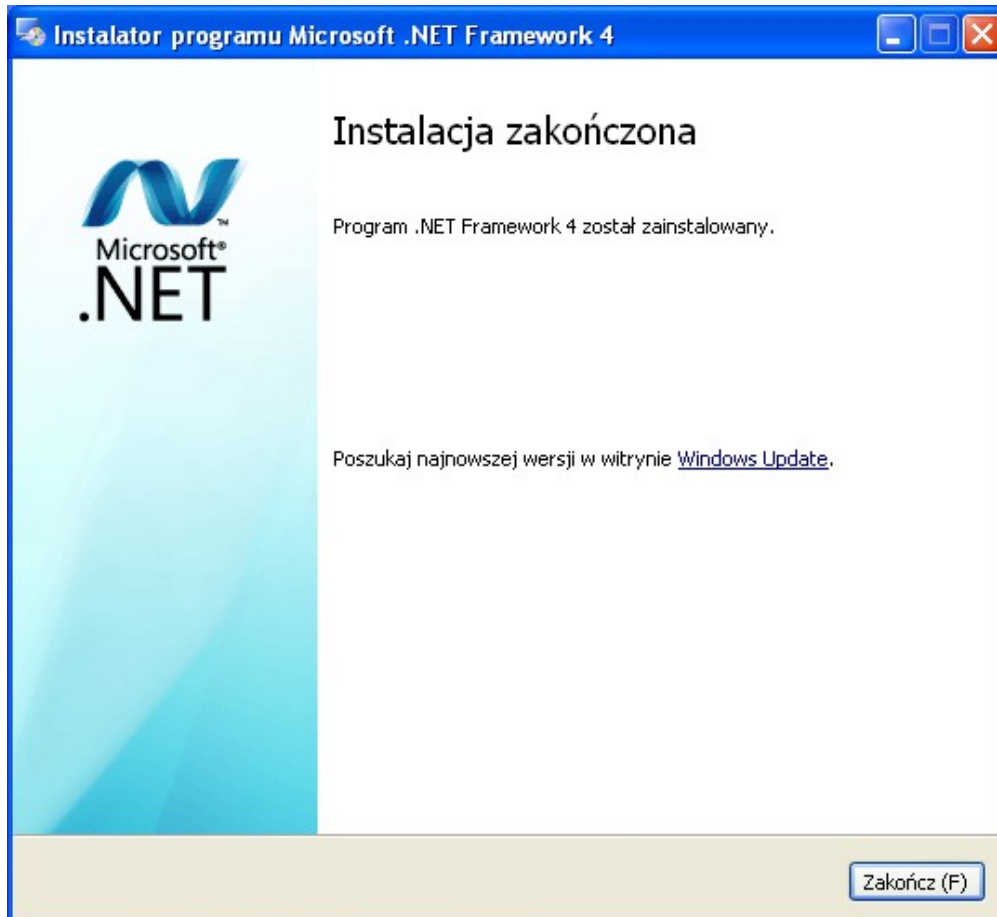 Instalator programu Microsoft .NET Framework 4
Microsoft®
.NET
™
Instalacja zakończona
Program .NET Framework 4 został zainstalowany.
Poszukaj najnowszej wersji w witrynie Windows Update.
Zakończ (F)